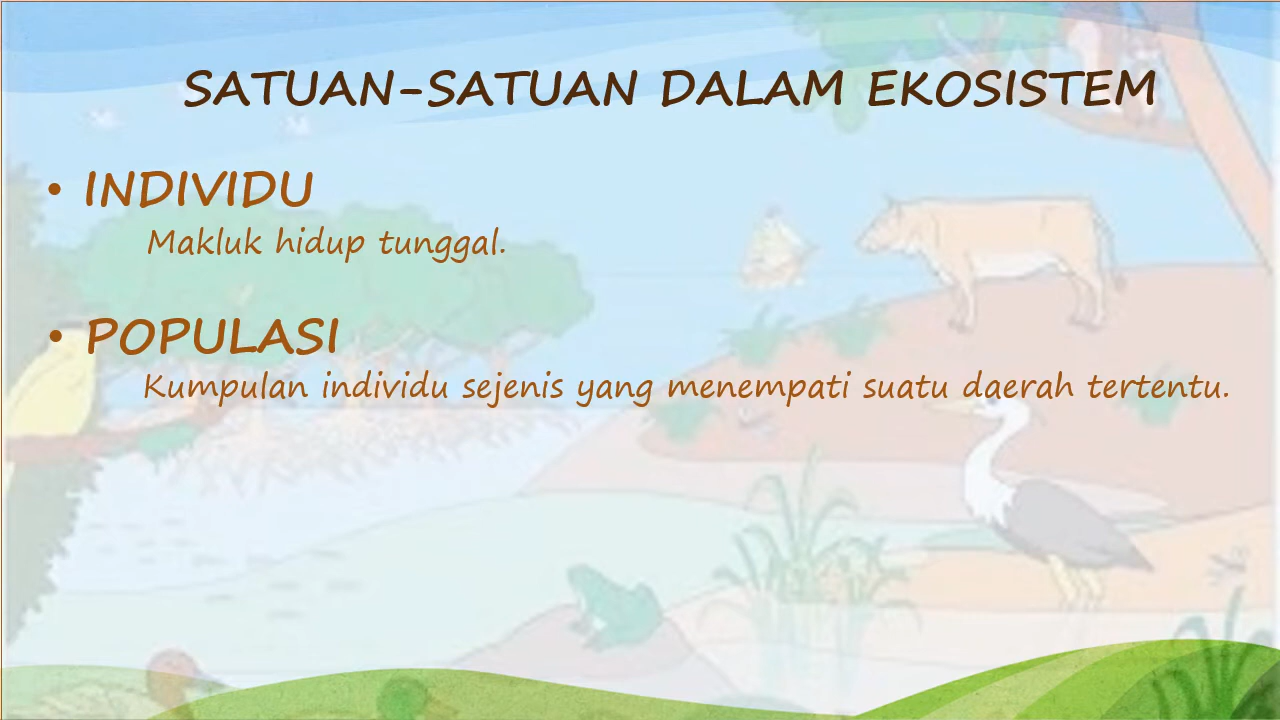 SATUAN-SATUAN DALAM EKOSISTEM
• INDIVIDU
Makluk hidup tunggal.
• POPULASI
Kumpulan individu sejenis yang menempati suatu daerah tertentu.